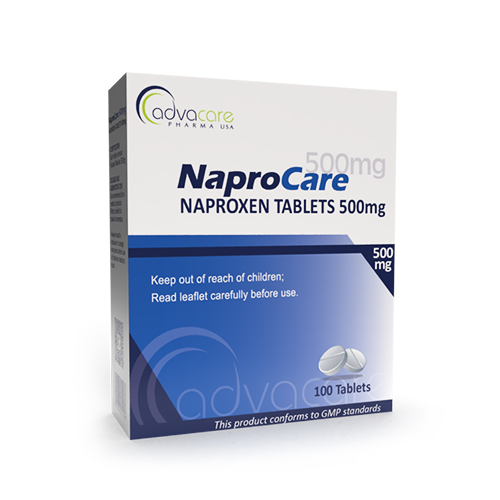 advacare
PHARMA USA
500mg
NaproCare
NAPROXEN TABLETS 500mg
500
mg
Keep out of reach of children;
Read leaflet carefully before use.
100 Tablets
advacare
This product conforms to GMP standards